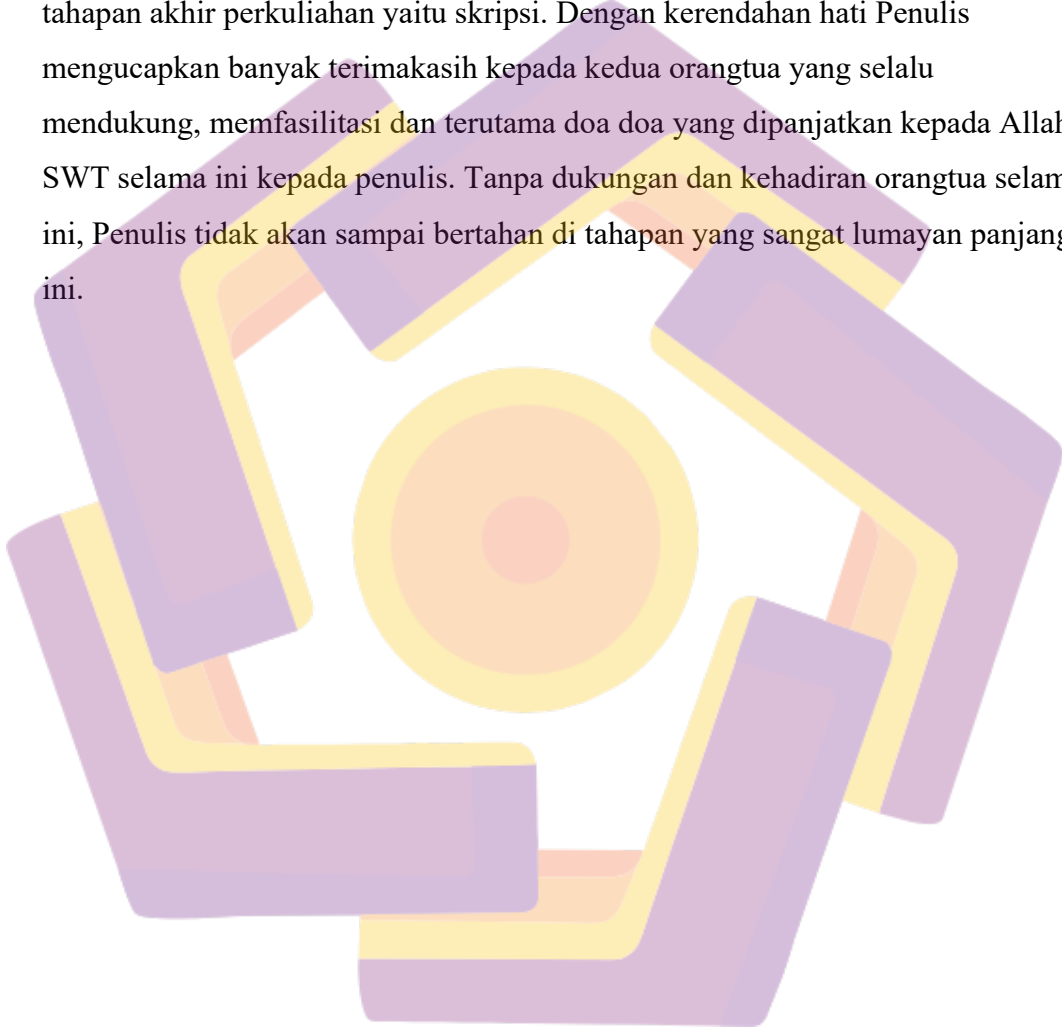 tahapan akhir perkuliahan yaitu skripsi. Dengan kerendahan hati Penulis
mengucapkan banyak terimakasih kepada kedua orangtua yang selalu
mendukung, memfasilitasi dan terutama doa doa yang dipanjatkan kepada Allah
SWT selama ini kepada penulis. Tanpa dukungan dan kehadiran orangtua selam
ini, Penulis tidak akan sampai bertahan di tahapan yang sangat lumayan panjang
ini.